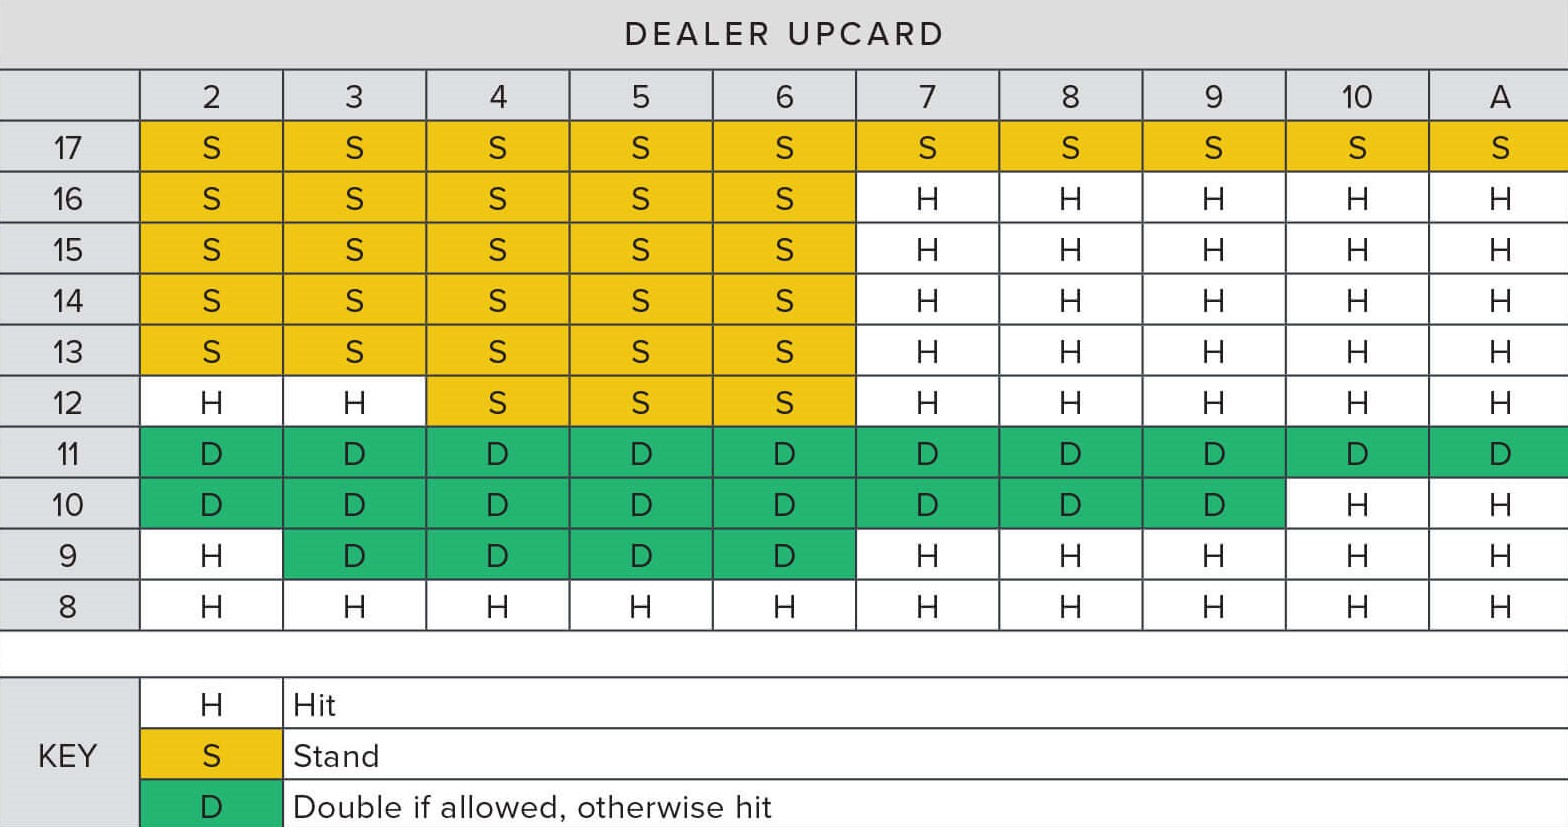 DEALER UPCARD
2 3 4 5 6 7 8 9 10 A
17 S S S S S S S S S S
16 S S S S S H H H H H
15 S S S S S H H H H H
14 S S S S S H H H H H
13 S S S S S H H H H H
12 H H S S S H H H H H
11 D D D D D D D D D D
10 D D D D D D D D H H
9 H D D D D H H H H H
8 H H H H H H H H H H
H Hit
KEY S Stand
D Double if allowed, otherwise hit